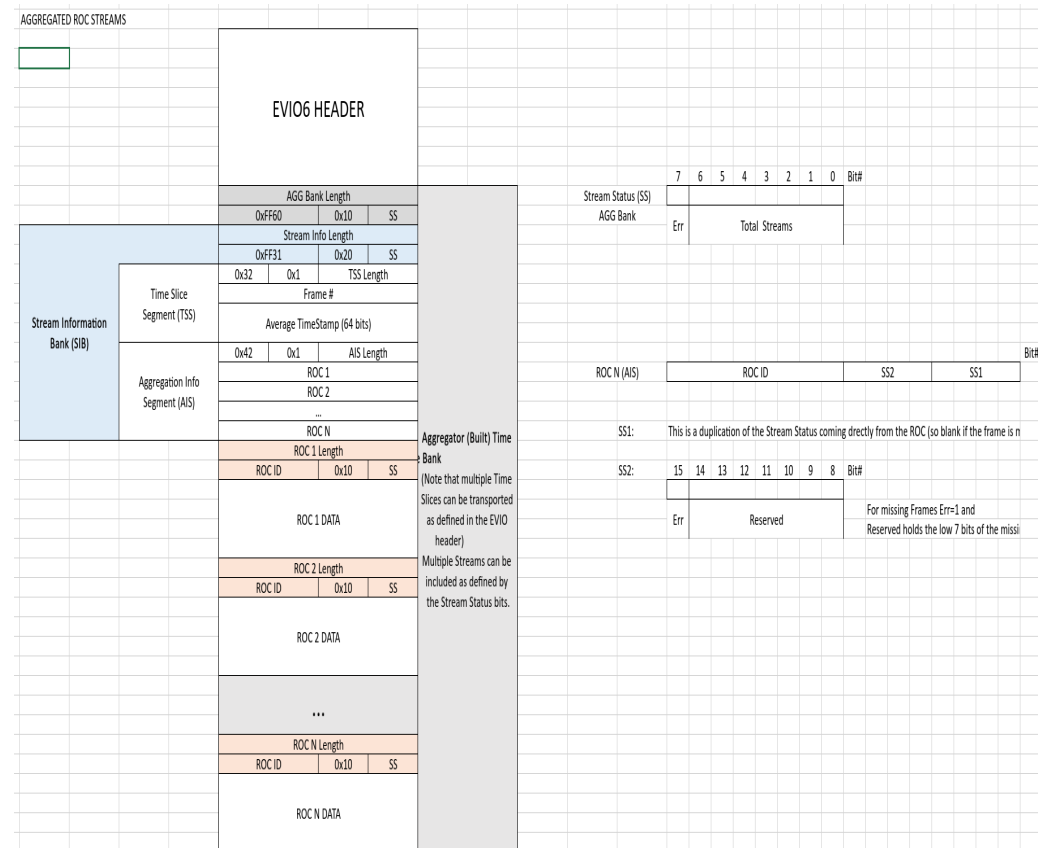 AGGREGATED ROC STREAMS
EVIO6 HEADER
7 6 5 4 3 2 1 0 Bit#
AGG Bank Length
Stream Status (SS)
0xFF60 0x10 SS
AGG Bank
Err
Total Streams
Stream Info Length
0xFF31 0x20 SS
0x32 0x1 TSS Length
Time Slice
Segment (TSS)
Frame #
Average TimeStamp (64 bits)
Stream Information
Bank (SIB)
0x42 0x1 AIS Length
Bit#
ROC 1
ROC N (AIS)
ROC ID
SS2
SS1
Aggregation Info
Segment (AIS)
ROC 2
...
ROC N
SS1:
This is a duplication of the Stream Status coming directly from the ROC (so blank if the frame is
Aggregator (Built) Time
Bank
(Note that multiple Time
Slices can be transported
as defined in the EVIO
header)
Multiple Streams can be
included as defined by
the Stream Status bits.
ROC 1 Length
ROC ID 0x10 SS
SS2:
15 14 13 12 11 10 9 8 Bit#
Err
Reserved
For missing Frames Err=1 and
Reserved holds the low 7 bits of the
ROC 1 DATA
ROC 2 Length
ROC ID 0x10 SS
ROC 2 DATA
...
ROC N Length
ROC ID 0x10 SS
ROC N DATA